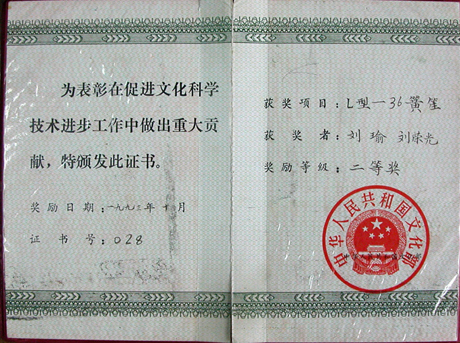 为表彰在促进文化科学
技术进步工作中做出重大贡
献，特颁发此证书。
奖励日期：一九九三年十月
证书号：028
获奖项目：L型一36簧笙
获奖者：刘瑜 刘荣光
奖励等级：二等奖
中华人民共和国文化部